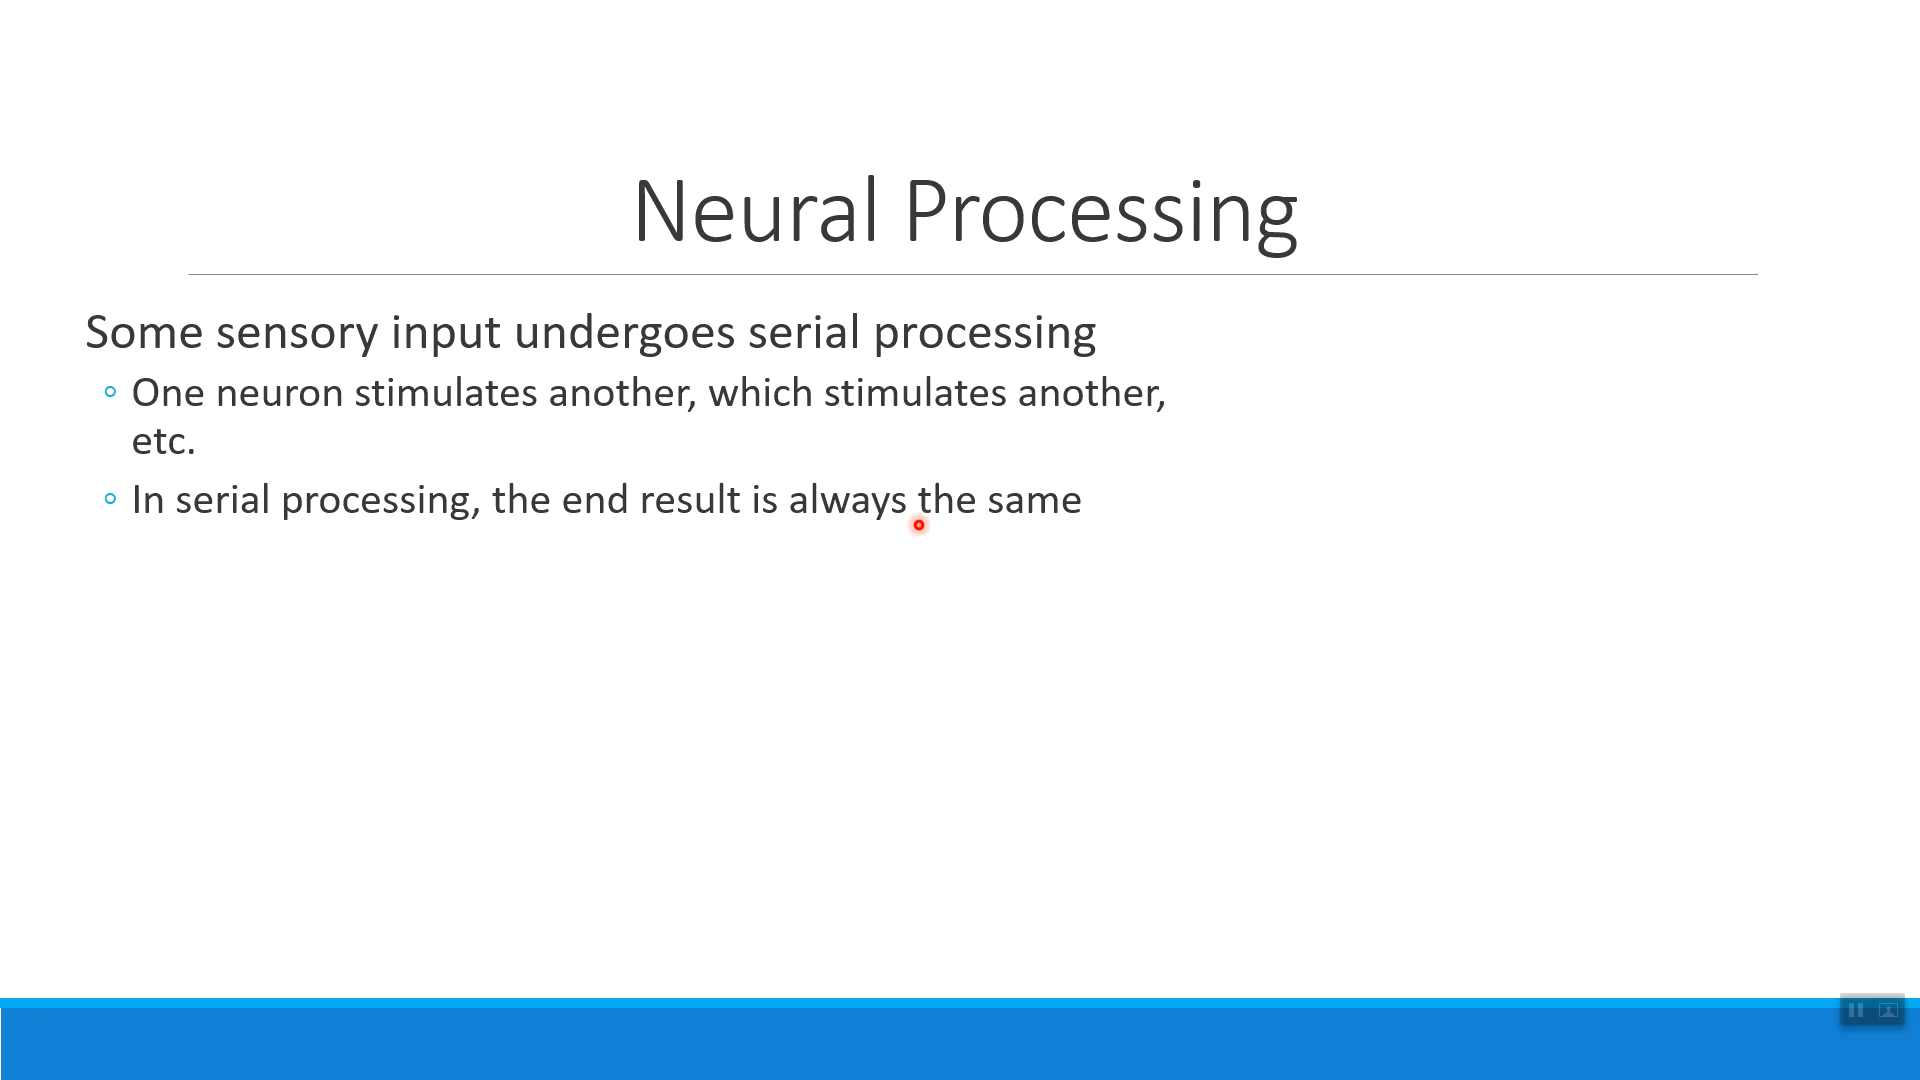 Neural Processing
Some sensory input undergoes serial processing
◦ One neuron stimulates another, which stimulates another,
etc.
◦ In serial processing, the end result is always the same